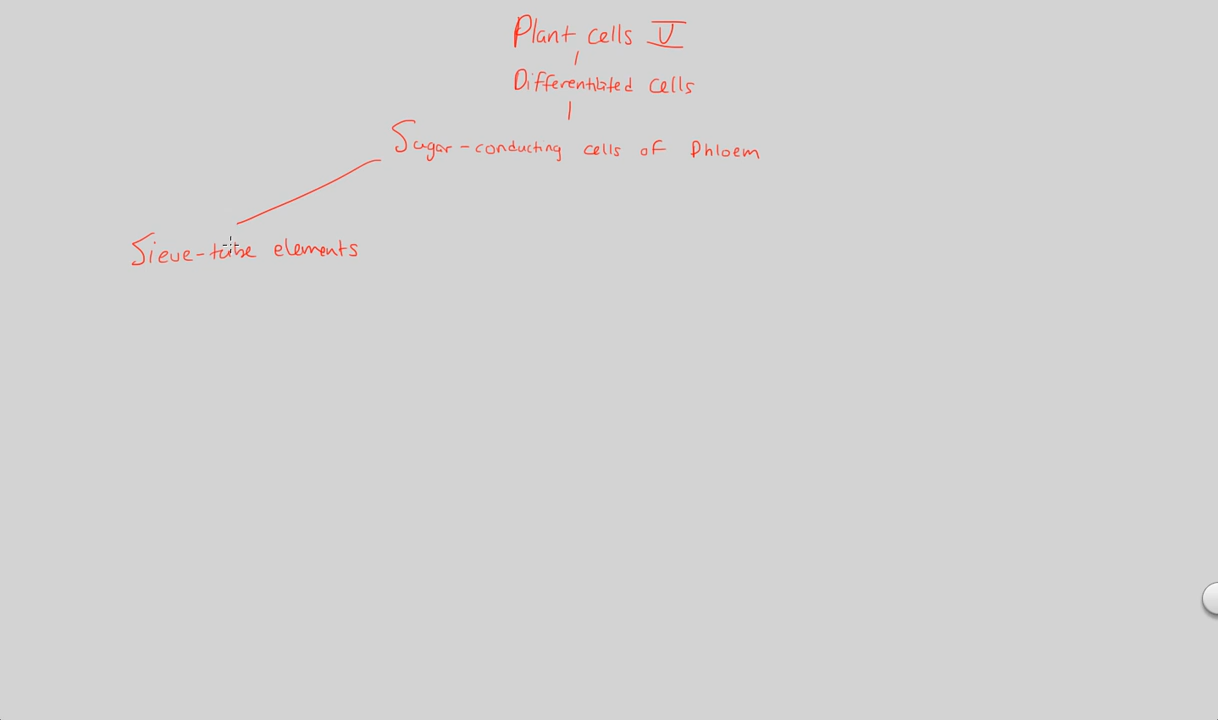 Plant cells V
Differentiated cells
Sugar-conducting cells of Phloem
Sieve-tube elements